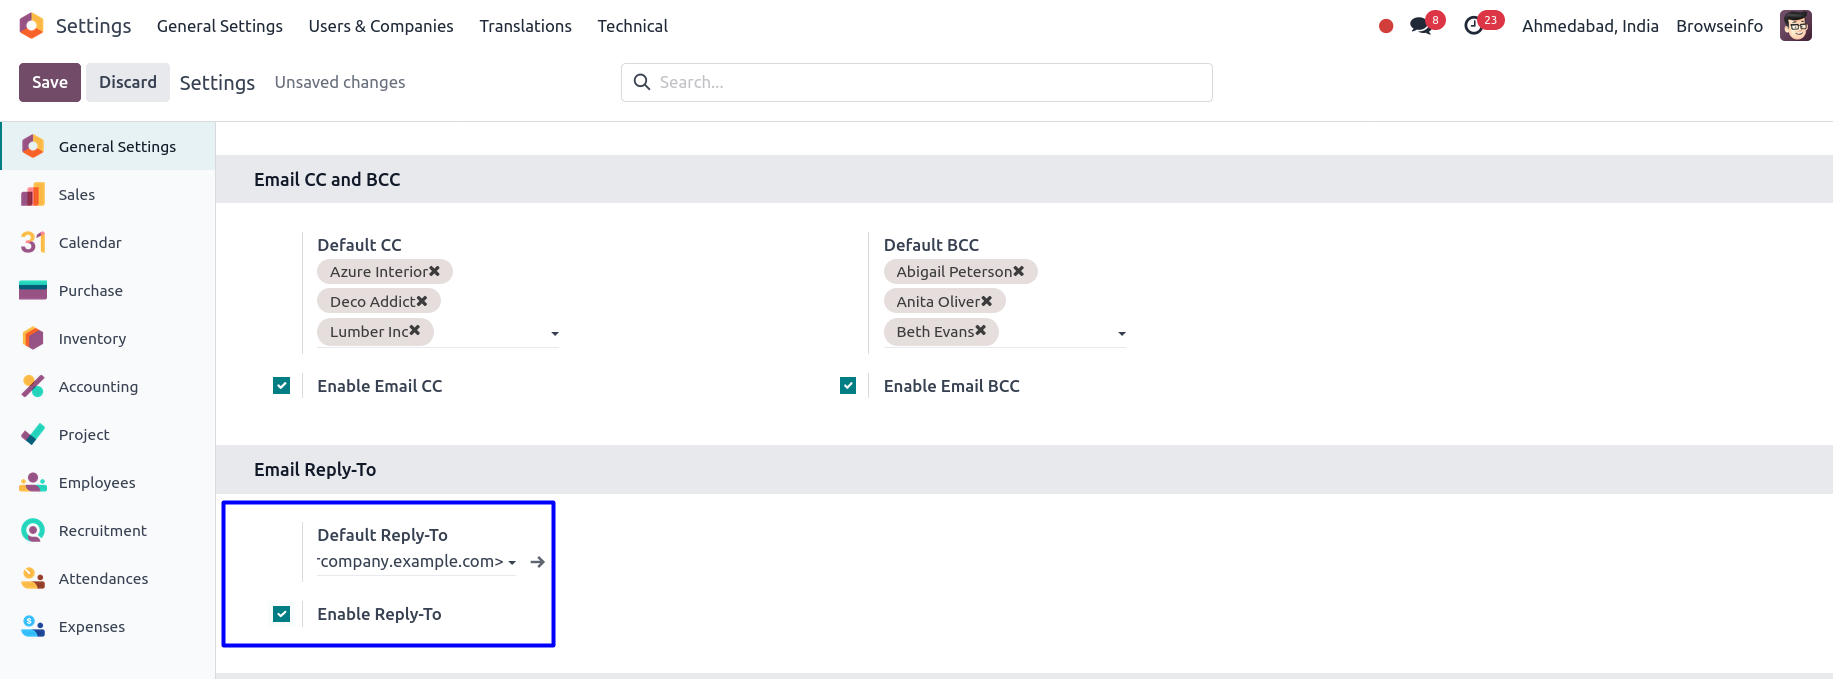 Settings General Settings Users & Companies Translations Technical 8 23 Ahmedabad, India Browseinfo
Save Discard Settings Unsaved changes Search...
General Settings
Sales
31 Calendar
Purchase
Inventory
Accounting
Project
Employees
Recruitment
Attendances
$ Expenses
Email CC and BCC
Default CC
Azure Interior✖
Deco Addict✖
Lumber Inc✖
Enable Email CC
Default BCC
Abigail Peterson✖
Anita Oliver✖
Beth Evans✖
Enable Email BCC
Email Reply-To
Default Reply-To
company.example.com>
Enable Reply-To